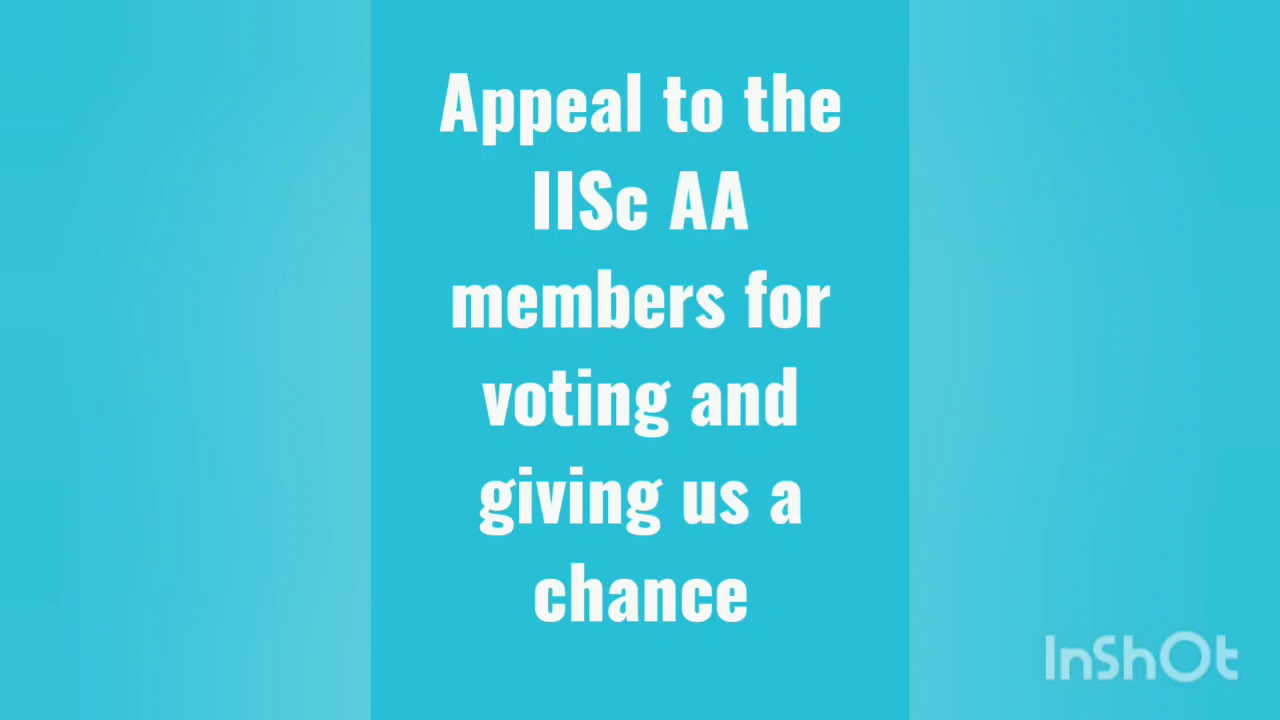 Appeal to the
IISc AA
members for
voting and
giving us a
chance
InShOt